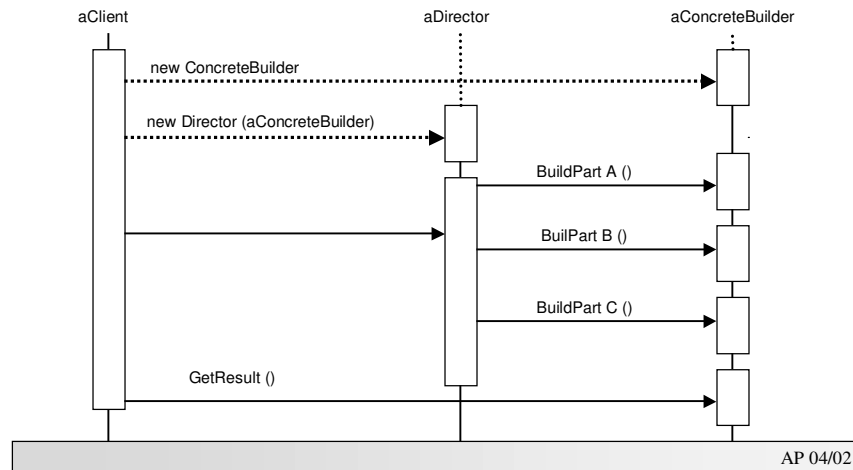 aClient
aDirector
aConcreteBuilder
new ConcreteBuilder
new Director (aConcreteBuilder)
BuildPart A ()
BuilPart B ()
BuildPart C ()
GetResult ()
AP 04/02